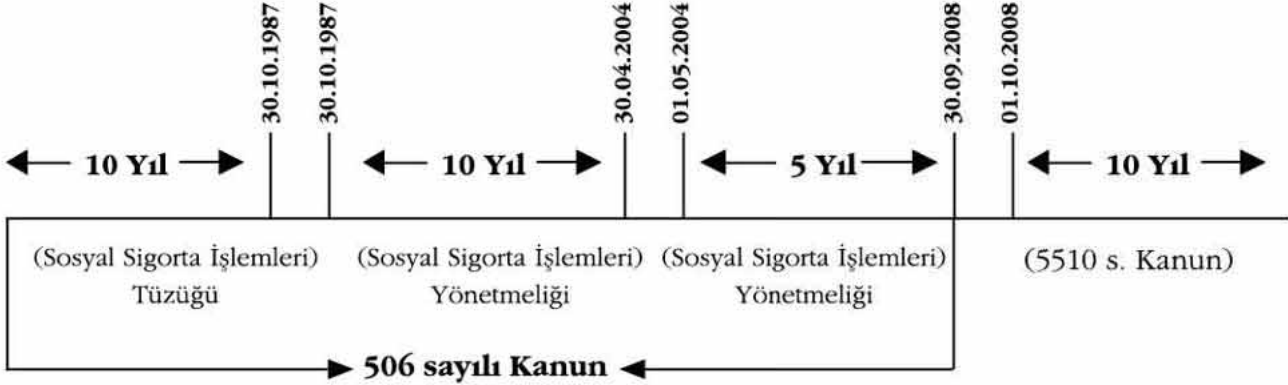 30.10.1987
30.10.1987
30.04.2004
01.05.2004
30.09.2008
01.10.2008
10 Yıl
10 Yıl
5 Yıl
10 Yıl
(Sosyal Sigorta İşlemleri)
Tüzüğü
(Sosyal Sigorta İşlemleri)
Yönetmeliği
(Sosyal Sigorta İşlemleri)
Yönetmeliği
(5510 s. Kanun)
506 sayılı Kanun